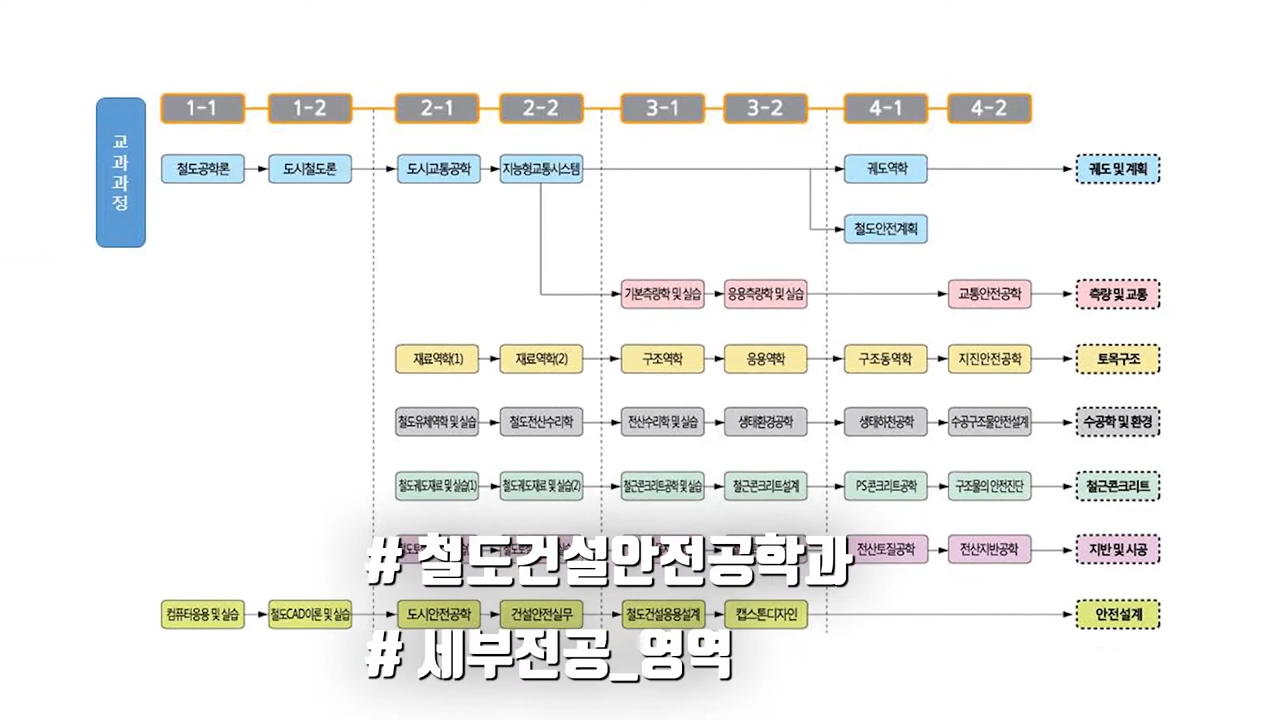 교과과정
1-1 1-2 2-1 2-2 3-1 3-2 4-1 4-2
철도공학론 도시철도론 도시교통공학 지능형교통시스템 궤도역학 궤도 및 계획
철도안전계획
기본측량학 및 실습 응용측량학 및 실습 교통안전공학 측량 및 교통
재료역학(1) 재료역학(2) 구조역학 응용역학 구조동역학 지진안전공학 토목구조
철도유체역학 및 실습 철도전산수리학 전산수리학 및 실습 생태환경공학 생태하천공학 수공구조물안전설계 수공학 및 환경
철도궤도재료 및 실습(1) 철도궤도재료 및 실습(2) 철근콘크리트공학 및 실습 철근콘크리트설계 PS콘크리트공학 구조물의 안전진단 철근콘크리트
전산토질공학 전산지반공학 지반 및 시공
# 철도건설안전공학과
컴퓨타응용 및 실습 철도CAD이론 및 실습 도시안전공학 건설안전실무 철도건설응용설계 캡스톤디자인 안전설계
# 세부전공_영역